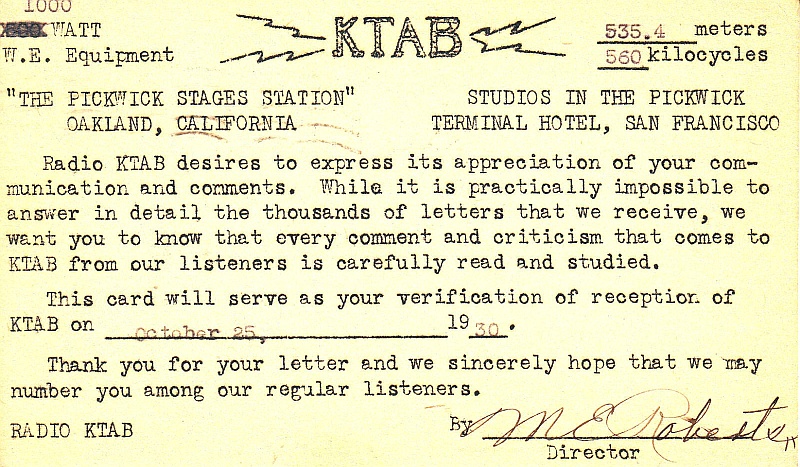 1000
WATT
W.E. Equipment
KTAB
535.4 meters
560 kilocycles
"THE PICKWICK STAGES STATION"
OAKLAND, CALIFORNIA
STUDIOS IN THE PICKWICK
TERMINAL HOTEL, SAN FRANCISCO
Radio KTAB desires to express its appreciation of your com-
munication and comments. While it is practically impossible to
answer in detail the thousands of letters that we receive, we
want you to know that every comment and criticism that comes to
KTAB from our listeners is carefully read and studied.
This card will serve as your verification of reception of
KTAB on October 25, 1930.
Thank you for your letter and we sincerely hope that we may
number you among our regular listeners.
RADIO KTAB
By M E Roberts
Director